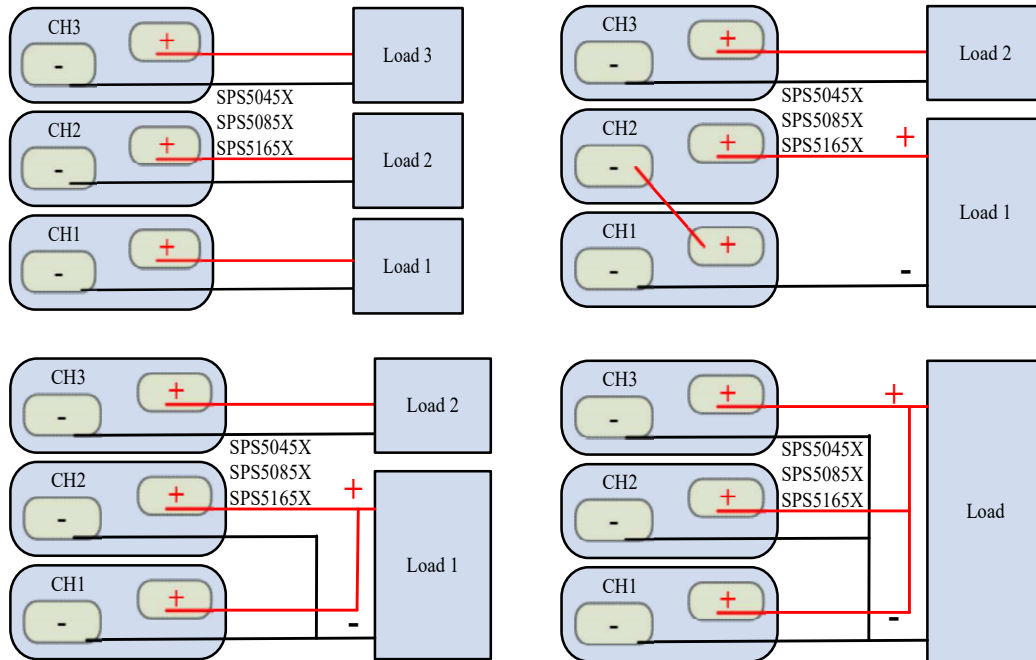 CH3
+
-
Load 3
SPS5045X
CH2
+
SPS5085X
SPS5165X
-
Load 2
CH1
+
-
Load 1
CH3
+
-
Load 2
SPS5045X
CH2
+
SPS5085X
SPS5165X
+
-
Load 1
CH1
+
-
-
CH3
+
-
Load 2
SPS5045X
CH2
+
SPS5085X
SPS5165X
+
-
Load 1
CH1
+
-
-
CH3
+
+
-
SPS5045X
CH2
+
SPS5085X
SPS5165X
-
Load
CH1
+
-
-